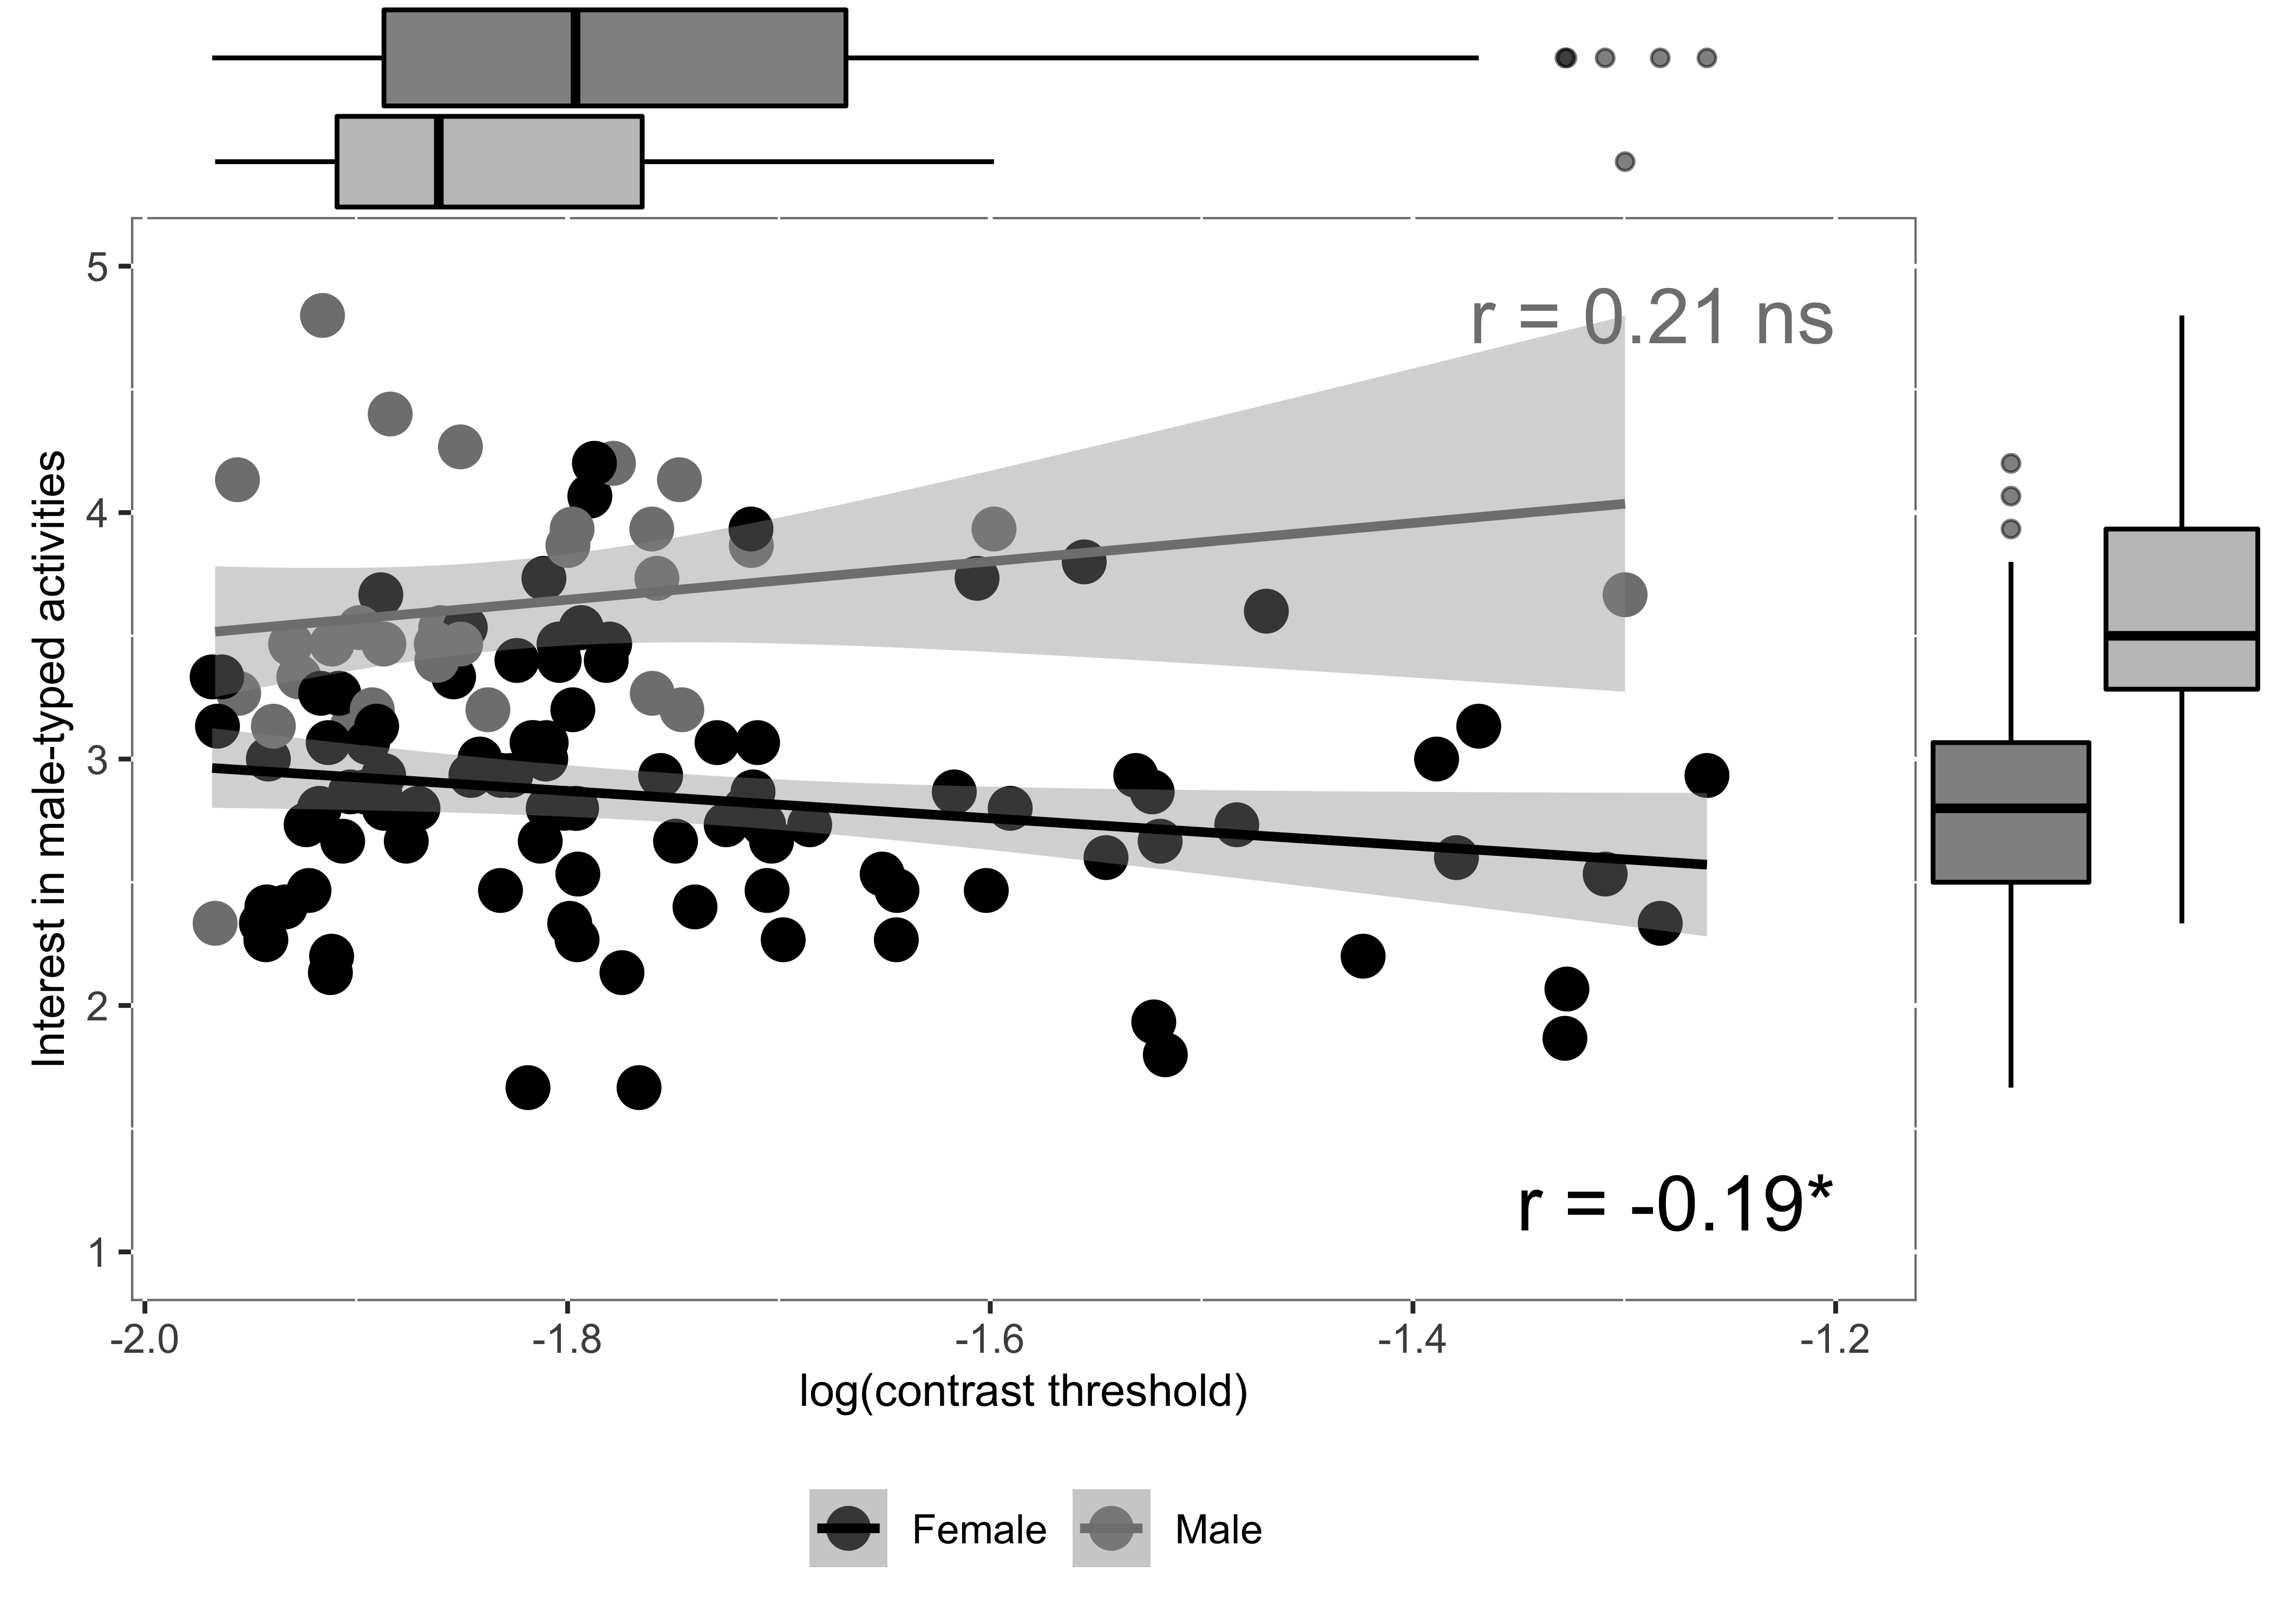 5
r = 0.21 ns
4
Interest in male-typed activities
3
2
r = -0.19*
1
-2.0 -1.8 -1.6 -1.4 -1.2
log(contrast threshold)
Female Male